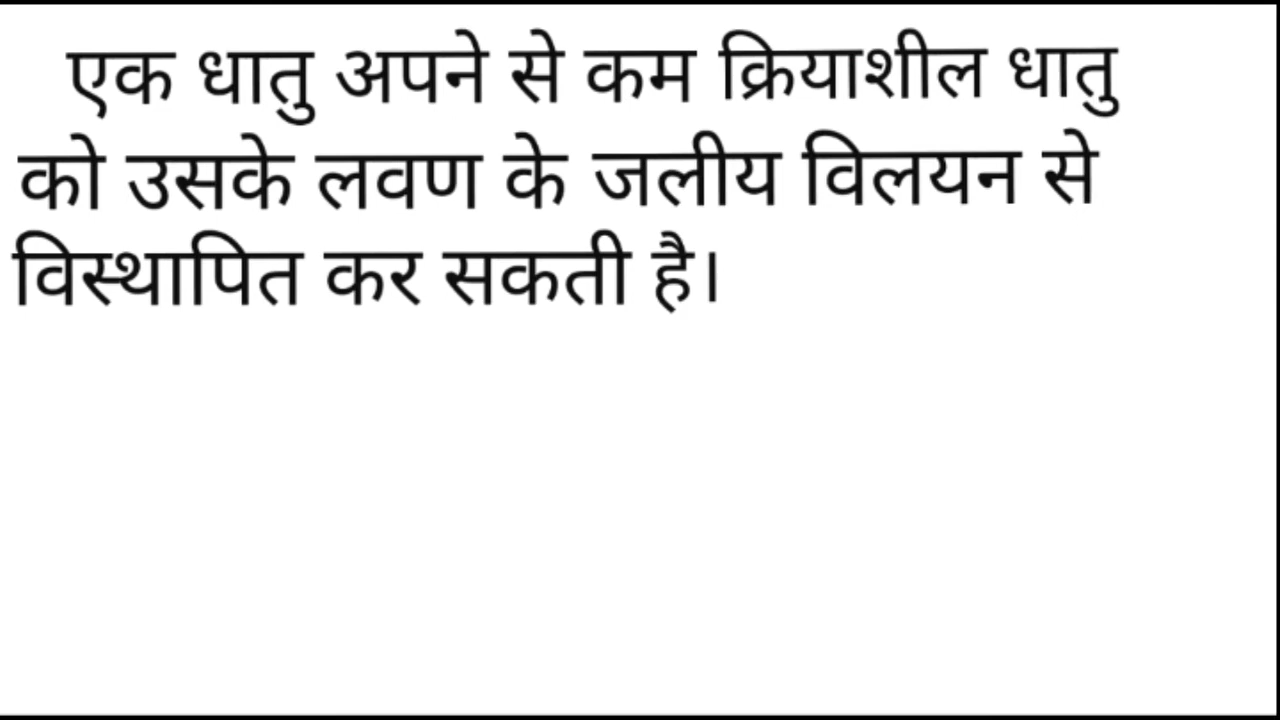 एक धातु अपने से कम क्रियाशील धातु
को उसके लवण के जलीय विलयन से
विस्थापित कर सकती है।